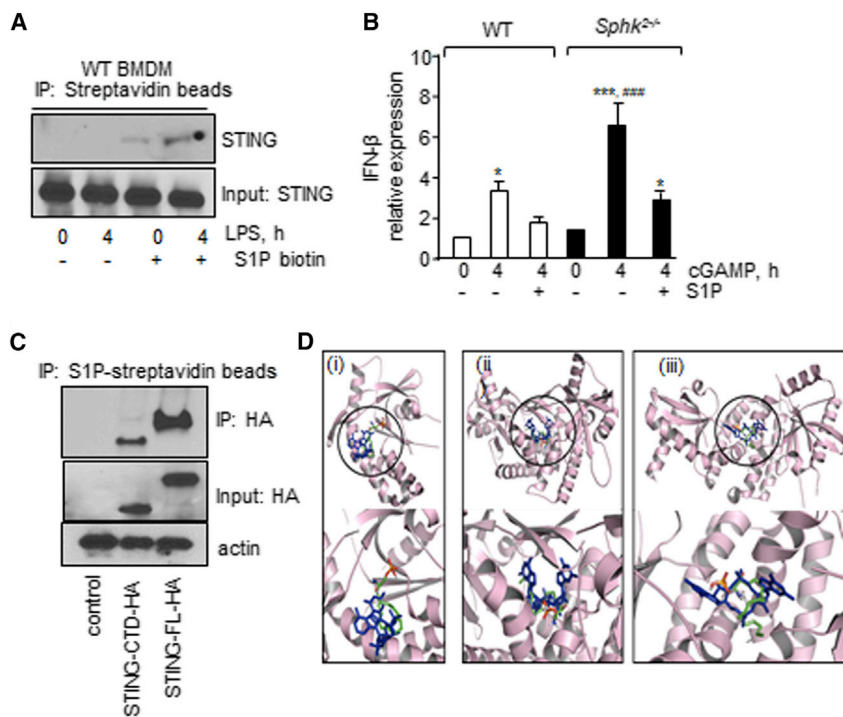 A
WT BMDM
IP: Streptavidin beads
STING
Input: STING
0 4 0 4 LPS, h
- - + + S1P biotin
B
WT Sphk²⁻/⁻
IFN-β
relative expression
10
8
6
4
2
0
*
***, ###
*
0 4 4 0 4 4 cGAMP, h
- - + - - + S1P
C
IP: S1P-streptavidin beads
IP: HA
Input: HA
actin
control
STING-CTD-HA
STING-FL-HA
D
(i)
(ii
(iii)